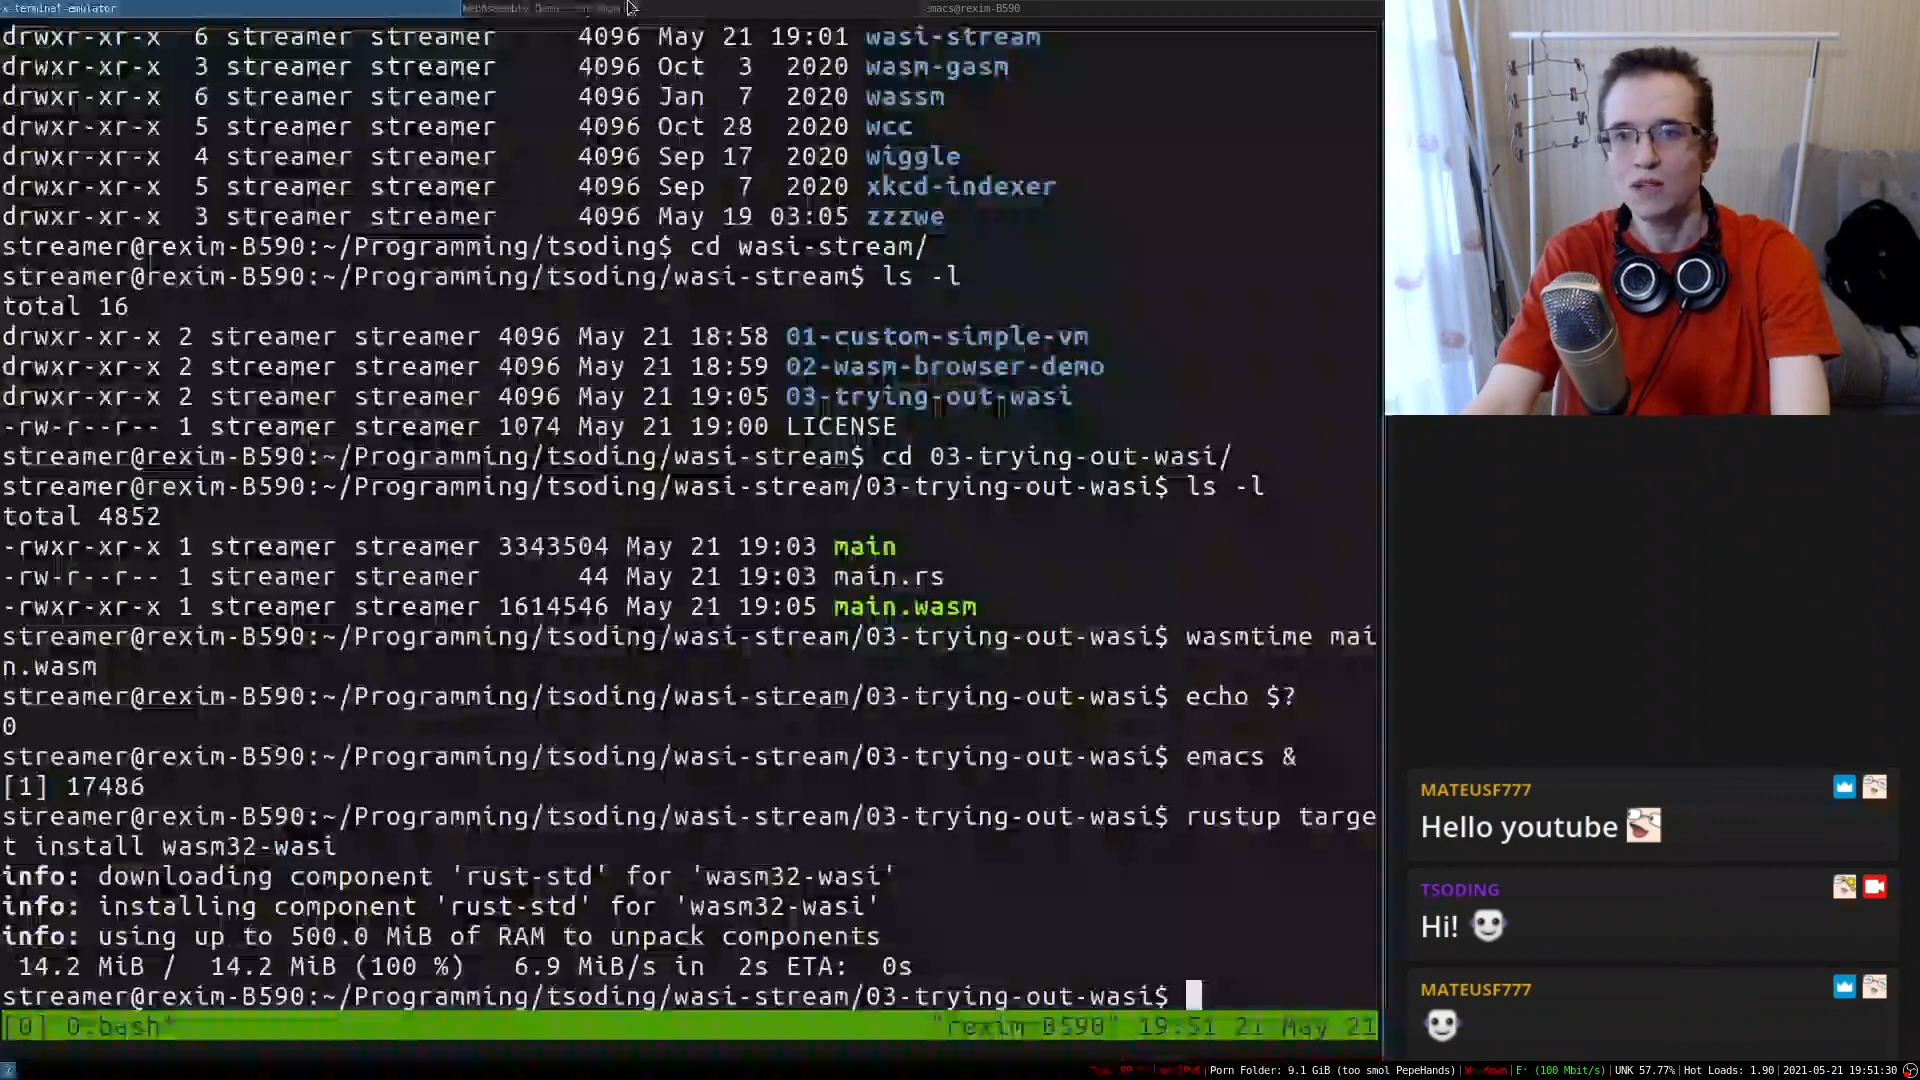 x-terminal-emulator
emacs@rexim-B590
drwxr-xr-x 6 streamer streamer 4096 May 21 19:01 wasi-stream
drwxr-xr-x 3 streamer streamer 4096 Oct 3 2020 wasm-gasm
drwxr-xr-x 6 streamer streamer 4096 Jan 7 2020 wassm
drwxr-xr-x 5 streamer streamer 4096 Oct 28 2020 wcc
drwxr-xr-x 4 streamer streamer 4096 Sep 17 2020 wiggle
drwxr-xr-x 5 streamer streamer 4096 Sep 7 2020 xkcd-indexer
drwxr-xr-x 3 streamer streamer 4096 May 19 03:05 zzzwe
streamer@rexim-B590:~/Programming/tsoding$ cd wasi-stream/
streamer@rexim-B590:~/Programming/tsoding/wasi-stream$ ls -l
total 16
drwxr-xr-x 2 streamer streamer 4096 May 21 18:58 01-custom-simple-vm
drwxr-xr-x 2 streamer streamer 4096 May 21 18:59 02-wasm-browser-demo
drwxr-xr-x 2 streamer streamer 4096 May 21 19:05 03-trying-out-wasi
-rw-r--r-- 1 streamer streamer 1074 May 21 19:00 LICENSE
streamer@rexim-B590:~/Programming/tsoding/wasi-stream$ cd 03-trying-out-wasi/
streamer@rexim-B590:~/Programming/tsoding/wasi-stream/03-trying-out-wasi$ ls -l
total 4852
-rwxr-xr-x 1 streamer streamer 3343504 May 21 19:03 main
-rw-r--r-- 1 streamer streamer 44 May 21 19:03 main.rs
-rwxr-xr-x 1 streamer streamer 1614546 May 21 19:05 main.wasm
streamer@rexim-B590:~/Programming/tsoding/wasi-stream/03-trying-out-wasi$ wasmtime mai
n.wasm
streamer@rexim-B590:~/Programming/tsoding/wasi-stream/03-trying-out-wasi$ echo $?
0
streamer@rexim-B590:~/Programming/tsoding/wasi-stream/03-trying-out-wasi$ emacs &
[1] 17486
streamer@rexim-B590:~/Programming/tsoding/wasi-stream/03-trying-out-wasi$ rustup targe
t install wasm32-wasi
info: downloading component 'rust-std' for 'wasm32-wasi'
info: installing component 'rust-std' for 'wasm32-wasi'
info: using up to 500.0 MiB of RAM to unpack components
14.2 MiB / 14.2 MiB (100 %) 6.9 MiB/s in 2s ETA: 0s
streamer@rexim-B590:~/Programming/tsoding/wasi-stream/03-trying-out-wasi$
[0] 0:bash* "rexim-B590" 19:51 21-May-21
MATEUSF777
Hello youtube
TSODING
Hi!
MATEUSF777
Porn Folder: 9.1 GiB (too smol PepeHands) | W: down | E: (100 Mbit/s) | UNK 57.77% | Hot Loads: 1.90 | 2021-05-21 19:51:30